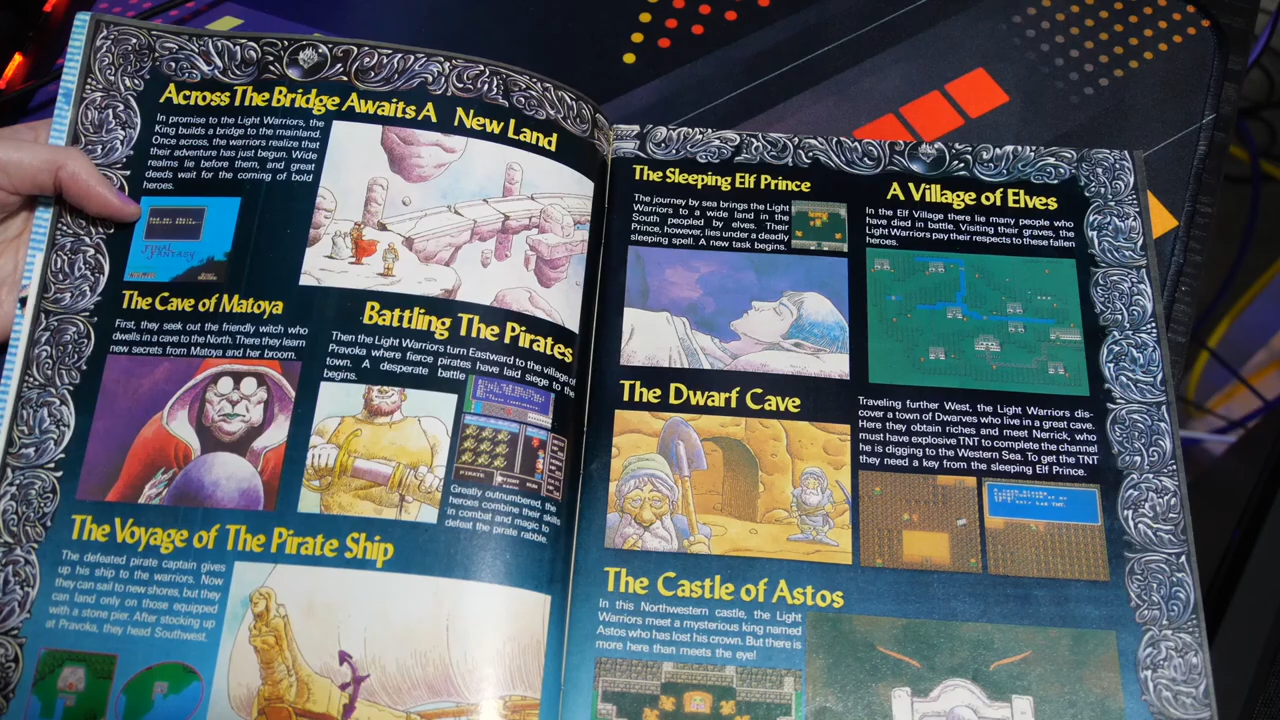 Across The Bridge Awaits A New Land
In promise to the Light Warriors, the
King builds a bridge to the mainland.
Once across, the warriors realize that
their adventure has just begun. Wide
realms lie before them, and great
deeds wait for the coming of bold
heroes.
FINAL
FANTASY
The Cave of Matoya
First, they seek out the friendly witch who
dwells in a cave to the North. There they learn
new secrets from Matoya and her broom.
Battling The Pirates
Then the Light Warriors turn Eastward to the village of
Pravoka where fierce pirates have laid siege to the
town. A desperate battle
begins.
PIRATE
FIGHT
RUN
Greatly outnumbered, the
heroes combine their skills
in combat and magic to
defeat the pirate rabble.
The Voyage of The Pirate Ship
The defeated pirate captain gives
up his ship to the warriors. Now
they can sail to new shores, but they
can land only on those equipped
with a stone pier. After stocking up
at Pravoka, they head Southwest.
The Sleeping Elf Prince
The journey by sea brings the Light
Warriors to a wide land in the
South peopled by elves. Their
Prince, however, lies under a deadly
sleeping spell. A new task begins.
A Village of Elves
In the Elf Village there lie many people who
have died in battle. Visiting their graves, the
Light Warriors pay their respects to these fallen
heroes.
The Dwarf Cave
Traveling further West, the Light Warriors dis-
cover a town of Dwarves who live in a great cave.
Here they obtain riches and meet Nerrick, who
must have explosive TNT to complete the channel
he is digging to the Western Sea. To get the TNT
they need a key from the sleeping Elf Prince.
The Castle of Astos
In this Northwestern castle, the Light
Warriors meet a mysterious king named
Astos who has lost his crown. But there is
more here than meets the eye!